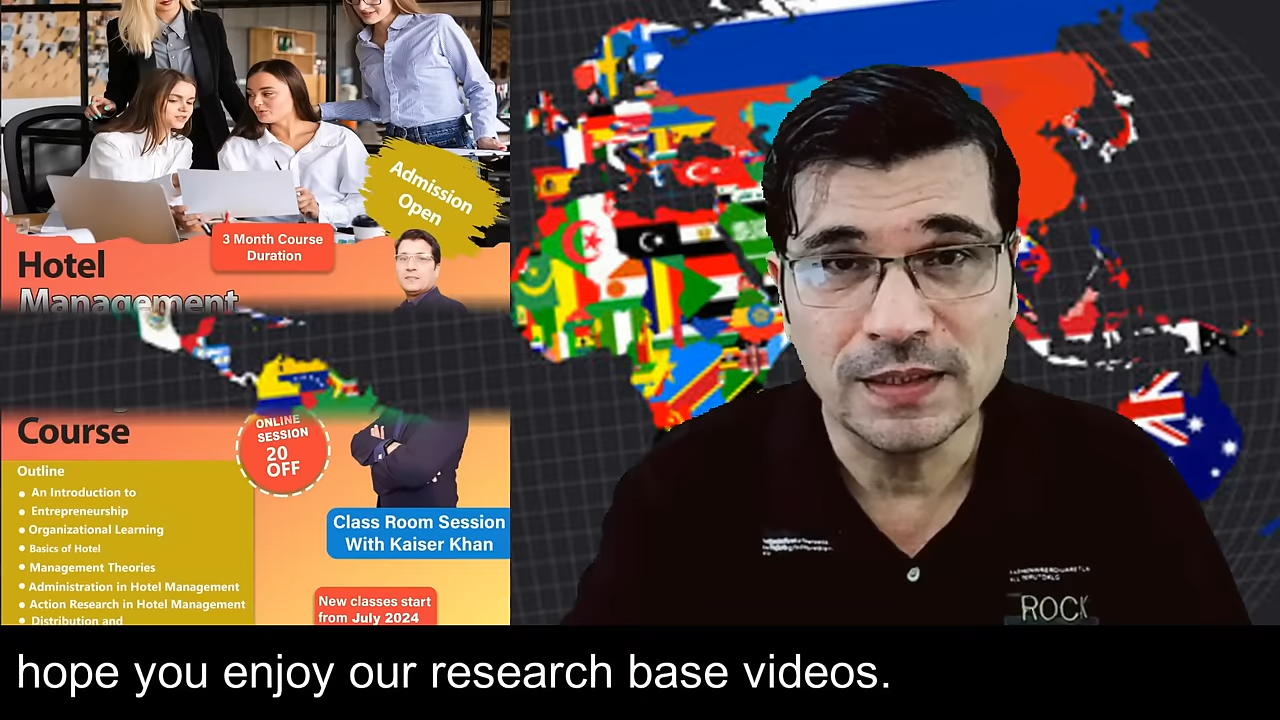 Admission
Open
3 Month Course
Duration
Hotel
Management
Course
ONLINE
SESSION
20
OFF
Outline
An Introduction to
Entrepreneurship
Organizational Learning
Basics of Hotel
Management Theories
Administration in Hotel Management
Action Research in Hotel Management
Distribution and
Class Room Session
With Kaiser Khan
New classes start
from July 2024
ROCK
hope you enjoy our research base videos.